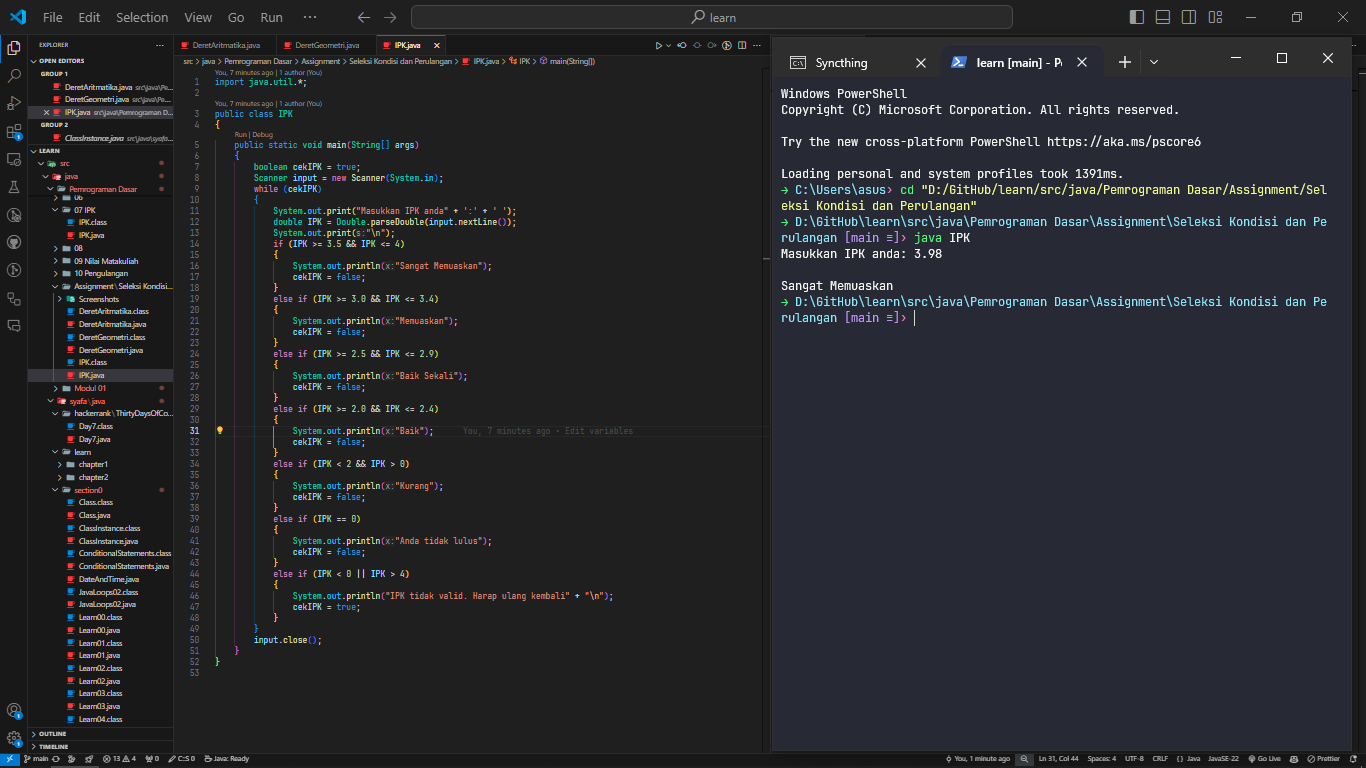 File Edit Selection View Go Run ··· learn
EXPLORER ···
OPEN EDITORS
GROUP 1
DeretAritmatika.java src\java\Pe...
DeretGeometri.java src\java\Pe...
IPK.java src\java\Pemrograman D...
GROUP 2
ClassInstance.java src\java\syafa...
LEARN
src
java
Pemrograman Dasar
06
07 IPK
IPK.class
IPK.java
08
09 Nilai Matakuliah
10 Pengulangan
Assignment \ Seleksi Kondisi...
Screenshots
DeretAritmatika.class
DeretAritmatika.java
DeretGeometri.class
DeretGeometri.java
IPK.class
IPK.java
Modul 01
syafa \ java
hackerrank \ ThirtyDaysOfCo...
Day7.class
Day7.java
learn
chapter1
chapter2
section0
Class.class
Class.java
ClassInstance.class
ClassInstance.java
ConditionalStatements.class
ConditionalStatements.java
DateAndTime.java
JavaLoops02.class
JavaLoops02.java
Learn00.class
Learn00.java
Learn01.class
Learn01.java
Learn02.class
Learn02.java
Learn03.class
Learn03.java
Learn04.class
OUTLINE
TIMELINE
DeretAritmatika.java DeretGeometri.java IPK.java
src > java > Pemrograman Dasar > Assignment > Seleksi Kondisi dan Perulangan > IPK.java > IPK > main(String[])
You, 7 minutes ago | 1 author (You)
1 import java.util.*;
2
You, 7 minutes ago | 1 author (You)
3 public class IPK
4 {
Run | Debug
5 public static void main(String[] args)
6 {
7 boolean cekIPK = true;
8 Scanner input = new Scanner(System.in);
9 while (cekIPK)
10 {
11 System.out.print("Masukkan IPK anda" + ':' + ' ');
12 double IPK = Double.parseDouble(input.nextLine());
13 System.out.print(s:"\n");
14 if (IPK >= 3.5 && IPK <= 4)
15 {
16 System.out.println(x:"Sangat Memuaskan");
17 cekIPK = false;
18 }
19 else if (IPK >= 3.0 && IPK <= 3.4)
20 {
21 System.out.println(x:"Memuaskan");
22 cekIPK = false;
23 }
24 else if (IPK >= 2.5 && IPK <= 2.9)
25 {
26 System.out.println(x:"Baik Sekali");
27 cekIPK = false;
28 }
29 else if (IPK >= 2.0 && IPK <= 2.4)
30 {
31 System.out.println(x:"Baik"); You, 7 minutes ago • Edit variables
32 cekIPK = false;
33 }
34 else if (IPK < 2 && IPK > 0)
35 {
36 System.out.println(x:"Kurang");
37 cekIPK = false;
38 }
39 else if (IPK == 0)
40 {
41 System.out.println(x:"Anda tidak lulus");
42 cekIPK = false;
43 }
44 else if (IPK < 0 || IPK > 4)
45 {
46 System.out.println("IPK tidak valid. Harap ulang kembali" + "\n");
47 cekIPK = true;
48 }
49 }
50 input.close();
51 }
52 }
53
Syncthing learn [main] - P
Windows PowerShell
Copyright (C) Microsoft Corporation. All rights reserved.
Try the new cross-platform PowerShell https://aka.ms/pscore6
Loading personal and system profiles took 1391ms.
→ C:\Users\asus› cd "D:/GitHub/learn/src/java/Pemrograman Dasar/Assignment/Sel
eksi Kondisi dan Perulangan"
→ D:\GitHub\learn\src\java\Pemrograman Dasar\Assignment\Seleksi Kondisi dan Pe
rulangan [main ≡]› java IPK
Masukkan IPK anda: 3.98
Sangat Memuaskan
→ D:\GitHub\learn\src\java\Pemrograman Dasar\Assignment\Seleksi Kondisi dan Pe
rulangan [main ≡]›
main 13 4 0 C:S 0 Java: Ready You, 1 minute ago Ln 31, Col 44 Spaces: 4 UTF-8 CRLF {} Java JavaSE-22 Go Live Prettier